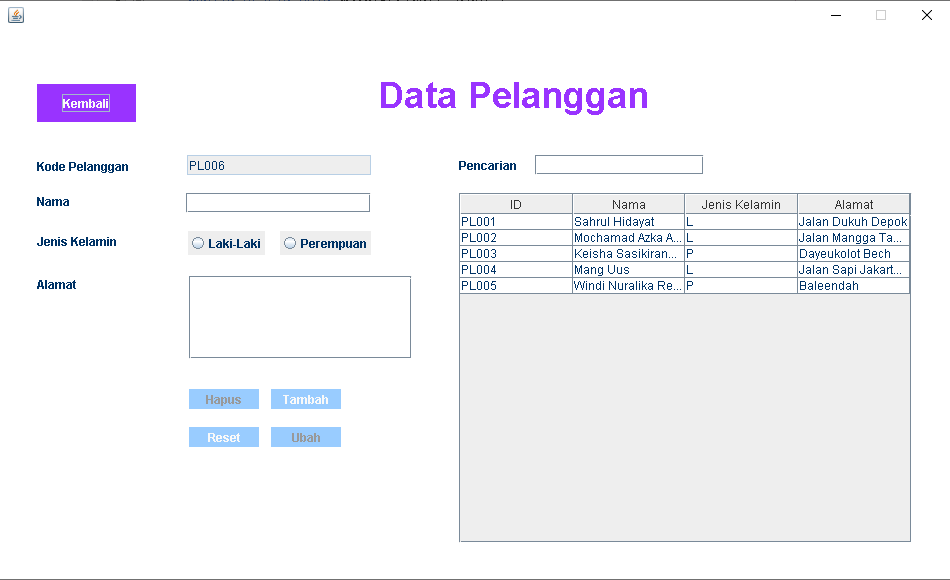 Kembali
Data Pelanggan
Kode Pelanggan PL006
Nama
Jenis Kelamin Laki-Laki Perempuan
Alamat
Hapus Tambah
Reset Ubah
Pencarian
ID Nama Jenis Kelamin Alamat
PL001 Sahrul Hidayat L Jalan Dukuh Depok
PL002 Mochamad Azka A... L Jalan Mangga Ta...
PL003 Keisha Sasikiran... P Dayeukolot Bech
PL004 Mang Uus L Jalan Sapi Jakart...
PL005 Windi Nuralika Re... P Baleendah